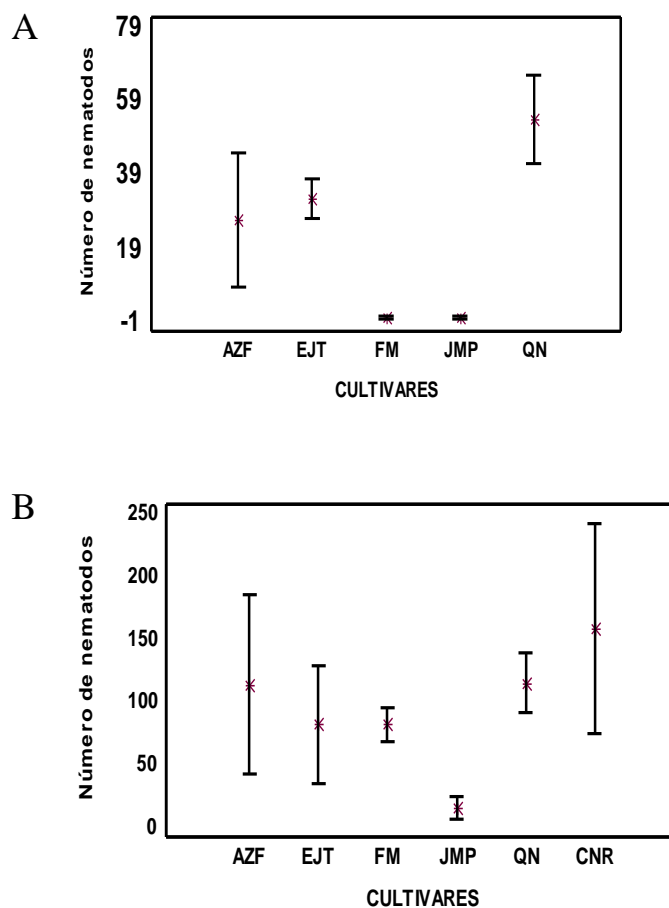 A
Número de nematodos
79
59
39
19
-1
AZF EJT FM JMP QN
CULTIVARES
B
Número de nematodos
250
200
150
100
50
0
AZF EJT FM JMP QN CNR
CULTIVARES